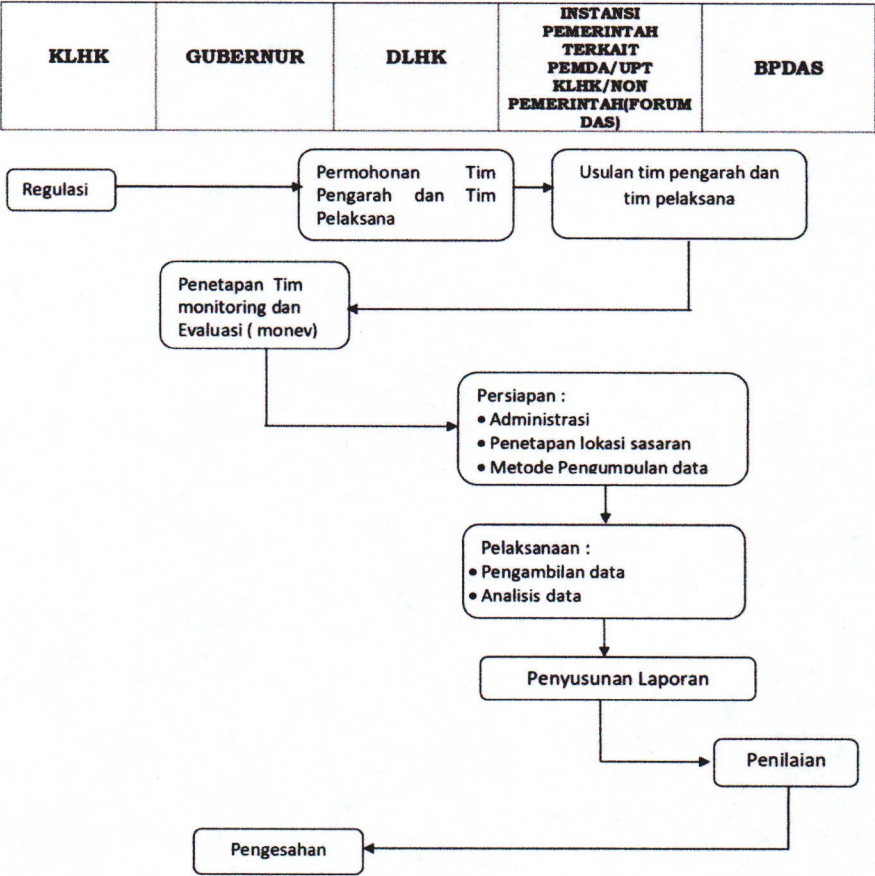 KLHK
GUBERNUR
DLHK
INSTANSI
PEMERINTAH
TERKAIT
PEMDA/UPT
KLHK/NON
PEMERINTAH(FORUM
DAS)
BPDAS
Regulasi
Permohonan Tim
Pengarah dan Tim
Pelaksana
Usulan tim pengarah dan
tim pelaksana
Penetapan Tim
monitoring dan
Evaluasi ( monev)
Persiapan :
• Administrasi
• Penetapan lokasi sasaran
• Metode Pengumpulan data
Pelaksanaan :
• Pengambilan data
• Analisis data
Penyusunan Laporan
Penilaian
Pengesahan